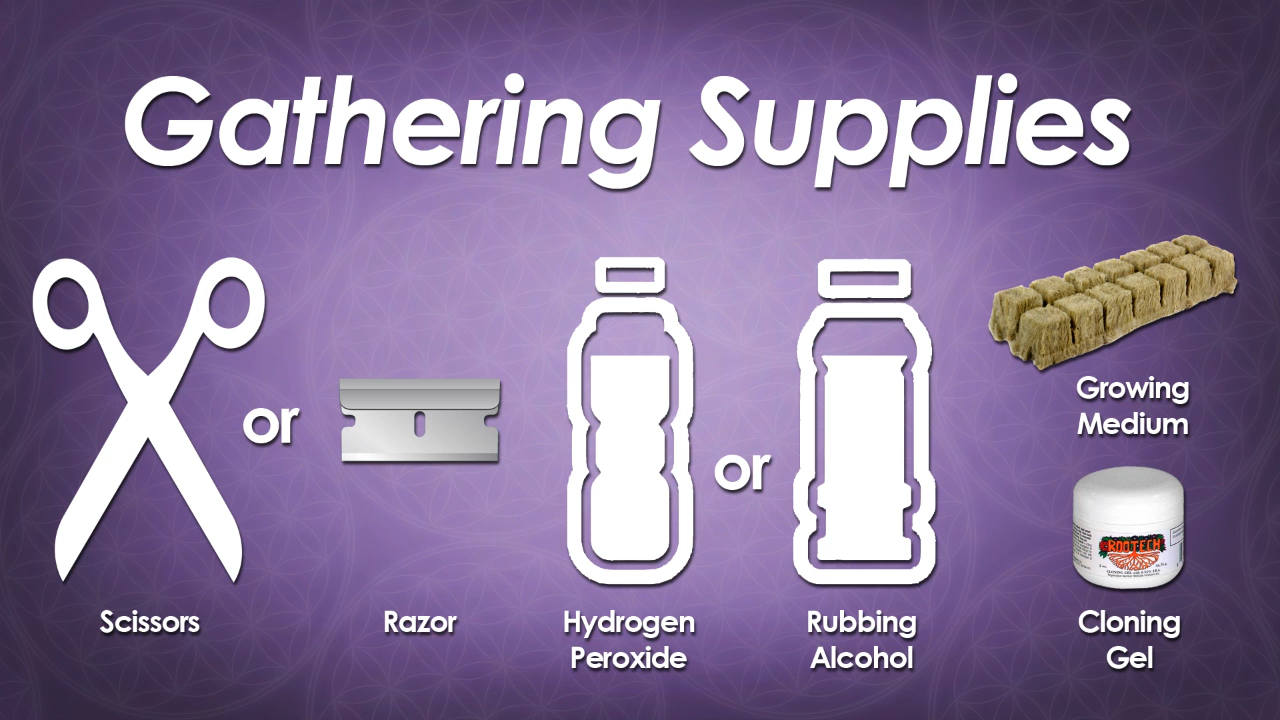 Gathering Supplies
or
or
Growing
Medium
ROOTECH
Scissors
Razor
Hydrogen
Peroxide
Rubbing
Alcohol
Cloning
Gel